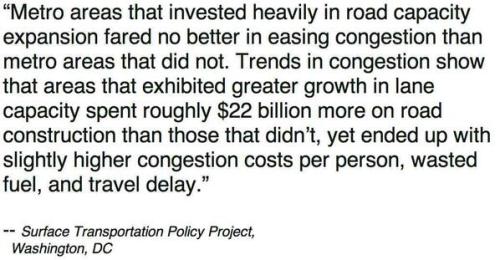 “Metro areas that invested heavily in road capacity
expansion fared no better in easing congestion than
metro areas that did not. Trends in congestion show
that areas that exhibited greater growth in lane
capacity spent roughly $22 billion more on road
construction than those that didn’t, yet ended up with
slightly higher congestion costs per person, wasted
fuel, and travel delay.”
-- Surface Transportation Policy Project,
Washington, DC